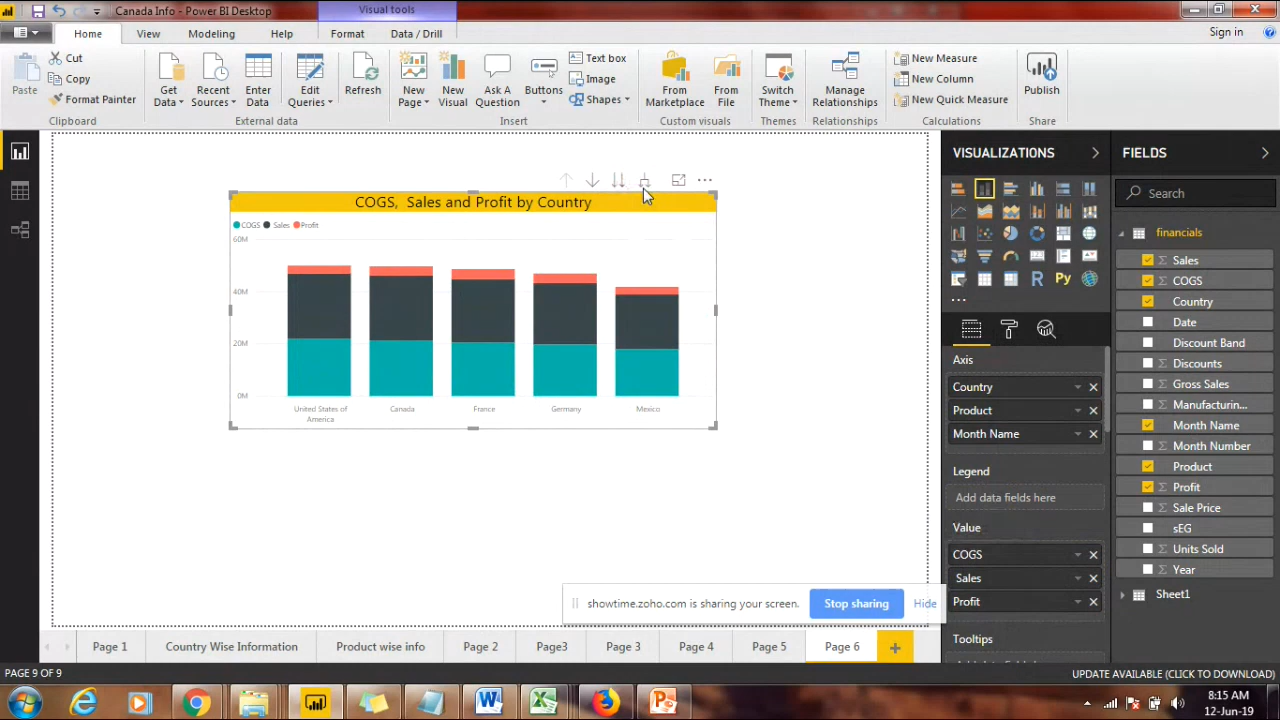 Canada Info - Power BI Desktop
Visual tools
Home
View
Modeling
Help
Format
Data / Drill
Sign in
Paste
Cut
Copy
Format Painter
Clipboard
Get Data
Recent Sources
Enter Data
Edit Queries
Refresh
External data
New Page
New Visual
Ask A Question
Buttons
Text box
Image
Shapes
Insert
From Marketplace
From File
Custom visuals
Switch Theme
Themes
Manage Relationships
Relationships
New Measure
New Column
New Quick Measure
Calculations
Publish
Share
COGS, Sales and Profit by Country
COGS Sales Profit
60M
40M
20M
0M
United States of America
Canada
France
Germany
Mexico
VISUALIZATIONS
R
Py
Axis
Country
Product
Month Name
Legend
Add data fields here
Value
COGS
Sales
Profit
Tooltips
FIELDS
Search
financials
Sales
COGS
Country
Date
Discount Band
Discounts
Gross Sales
Manufacturin...
Month Name
Month Number
Product
Profit
Sale Price
sEG
Units Sold
Year
Sheet1
showtime.zoho.com is sharing your screen.
Stop sharing
Hide
Page 1
Country Wise Information
Product wise info
Page 2
Page3
Page 3
Page 4
Page 5
Page 6
PAGE 9 OF 9
UPDATE AVAILABLE (CLICK TO DOWNLOAD)
8:15 AM
12-Jun-19